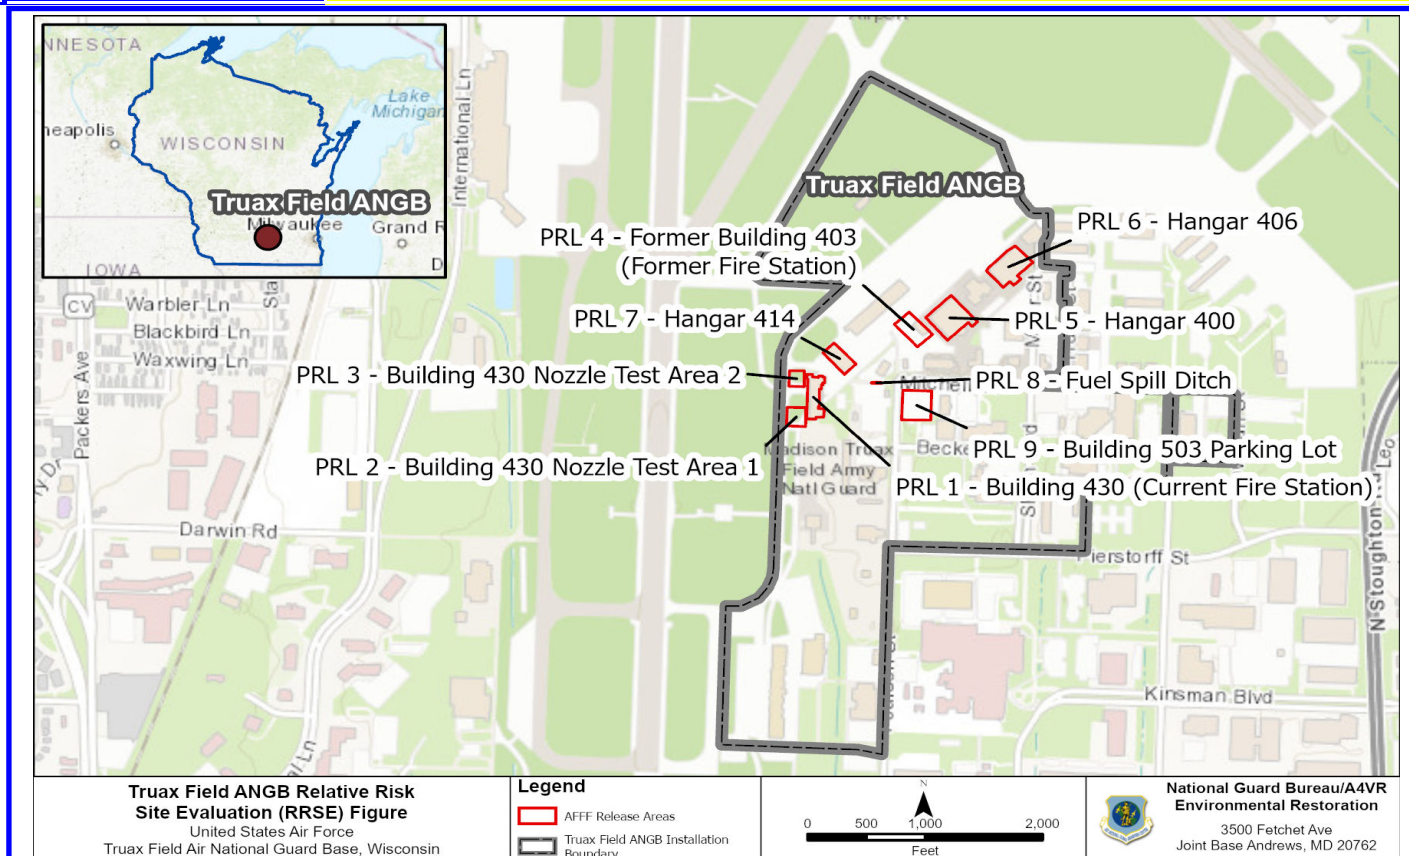 NNESOTA
Lake
Michigan
neapolis
WISCONSIN
Truax Field ANGB
Milwaukee
Grand R
IOWA
International Ln
Airport
Truax Field ANGB
PRL 6 - Hangar 406
PRL 4 - Former Building 403
(Former Fire Station)
PRL 7 - Hangar 414
PRL 5 - Hangar 400
PRL 3 - Building 430 Nozzle Test Area 2
Mitchell
PRL 8 - Fuel Spill Ditch
PRL 9 - Building 503 Parking Lot
PRL 2 - Building 430 Nozzle Test Area 1
PRL 1 - Building 430 (Current Fire Station)
Madison Truax
Field Army
Natl Guard
Becke
CV
Warbler Ln
Blackbird Ln
Waxwing Ln
Packers Ave
Darwin Rd
Pierstorff St
Kinsman Blvd
N Stoughton Rd
Truax Field ANGB Relative Risk
Site Evaluation (RRSE) Figure
United States Air Force
Truax Field Air National Guard Base, Wisconsin
Legend
AFFF Release Areas
Truax Field ANGB Installation
Boundary
N
0 500 1,000 2,000
Feet
National Guard Bureau/A4VR
Environmental Restoration
3500 Fetchet Ave
Joint Base Andrews, MD 20762